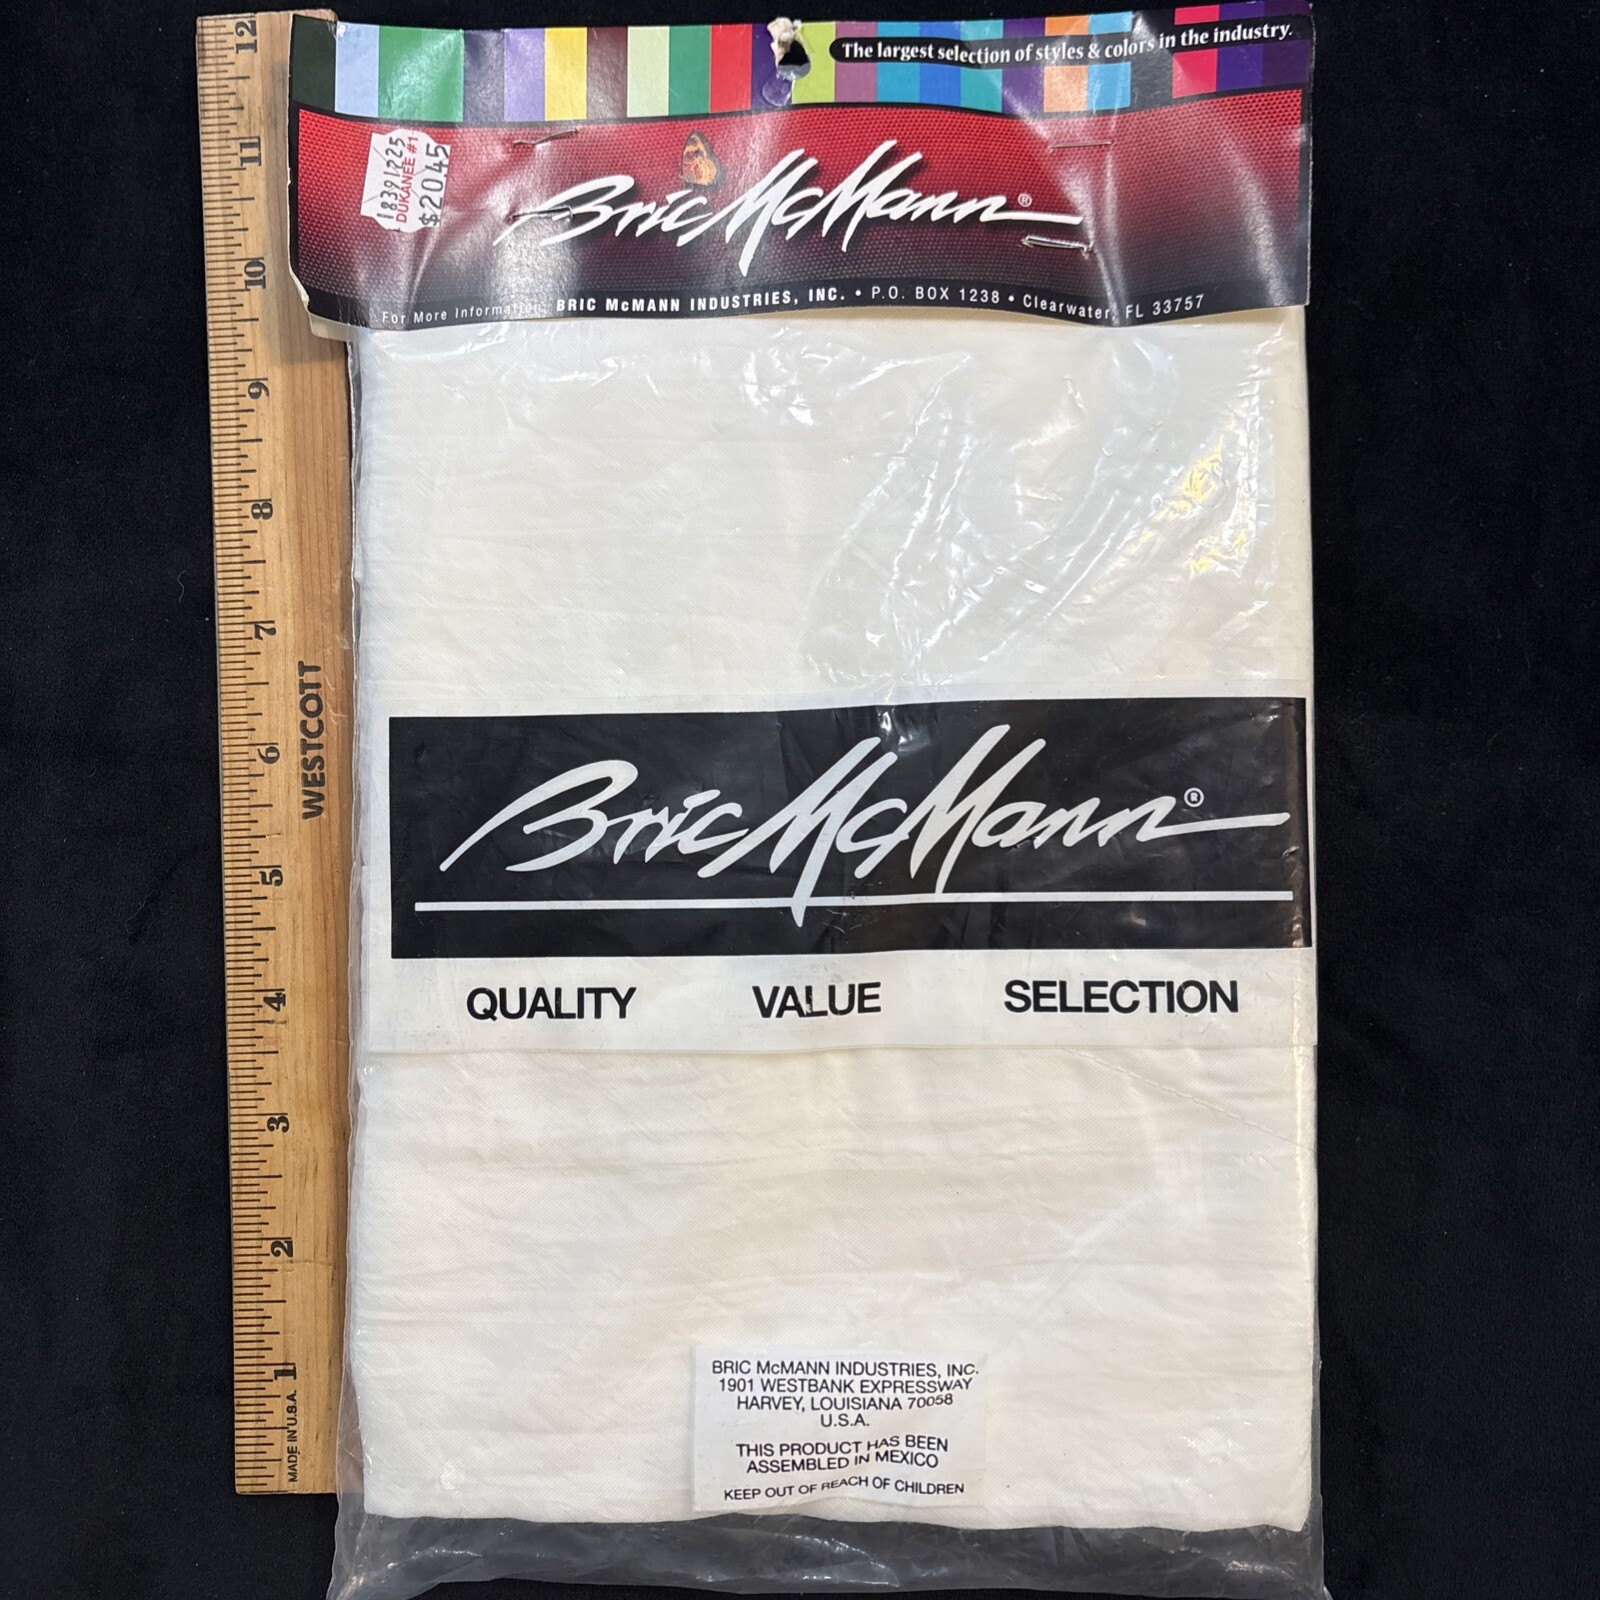 The largest selection of styles & colors in the industry.
18391225
DUKANEE #1
$20.45
Bric McMann®
For More Information: BRIC McMANN INDUSTRIES, INC. • P.O. BOX 1238 • Clearwater, FL 33757
12
11
10
9
8
7
6
5
4
3
2
1
WESTCOTT
MADE IN U.S.A.
Bric McMann®
QUALITY VALUE SELECTION
BRIC McMANN INDUSTRIES, INC.
1901 WESTBANK EXPRESSWAY
HARVEY, LOUISIANA 70058
U.S.A.
THIS PRODUCT HAS BEEN
ASSEMBLED IN MEXICO
KEEP OUT OF REACH OF CHILDREN